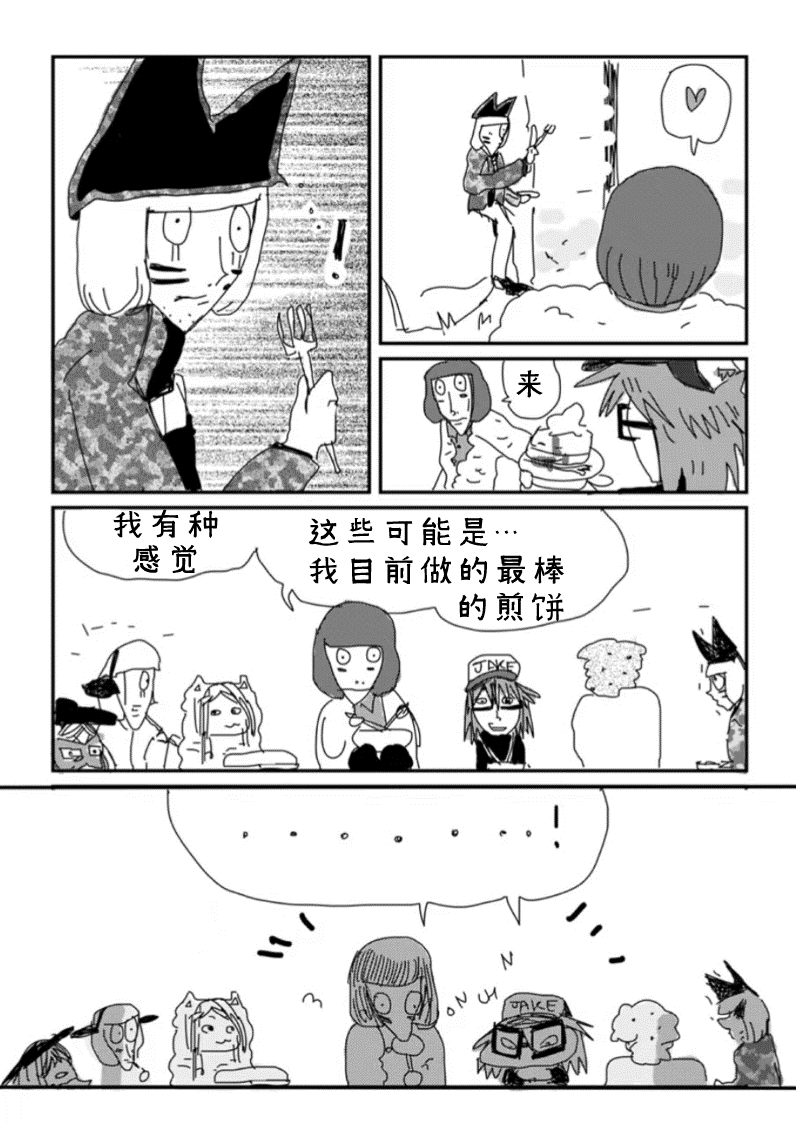 来
我有种
感觉
这些可能是…
我目前做的最棒
的煎饼
JAKE
......!
N
ONCH
JAKE